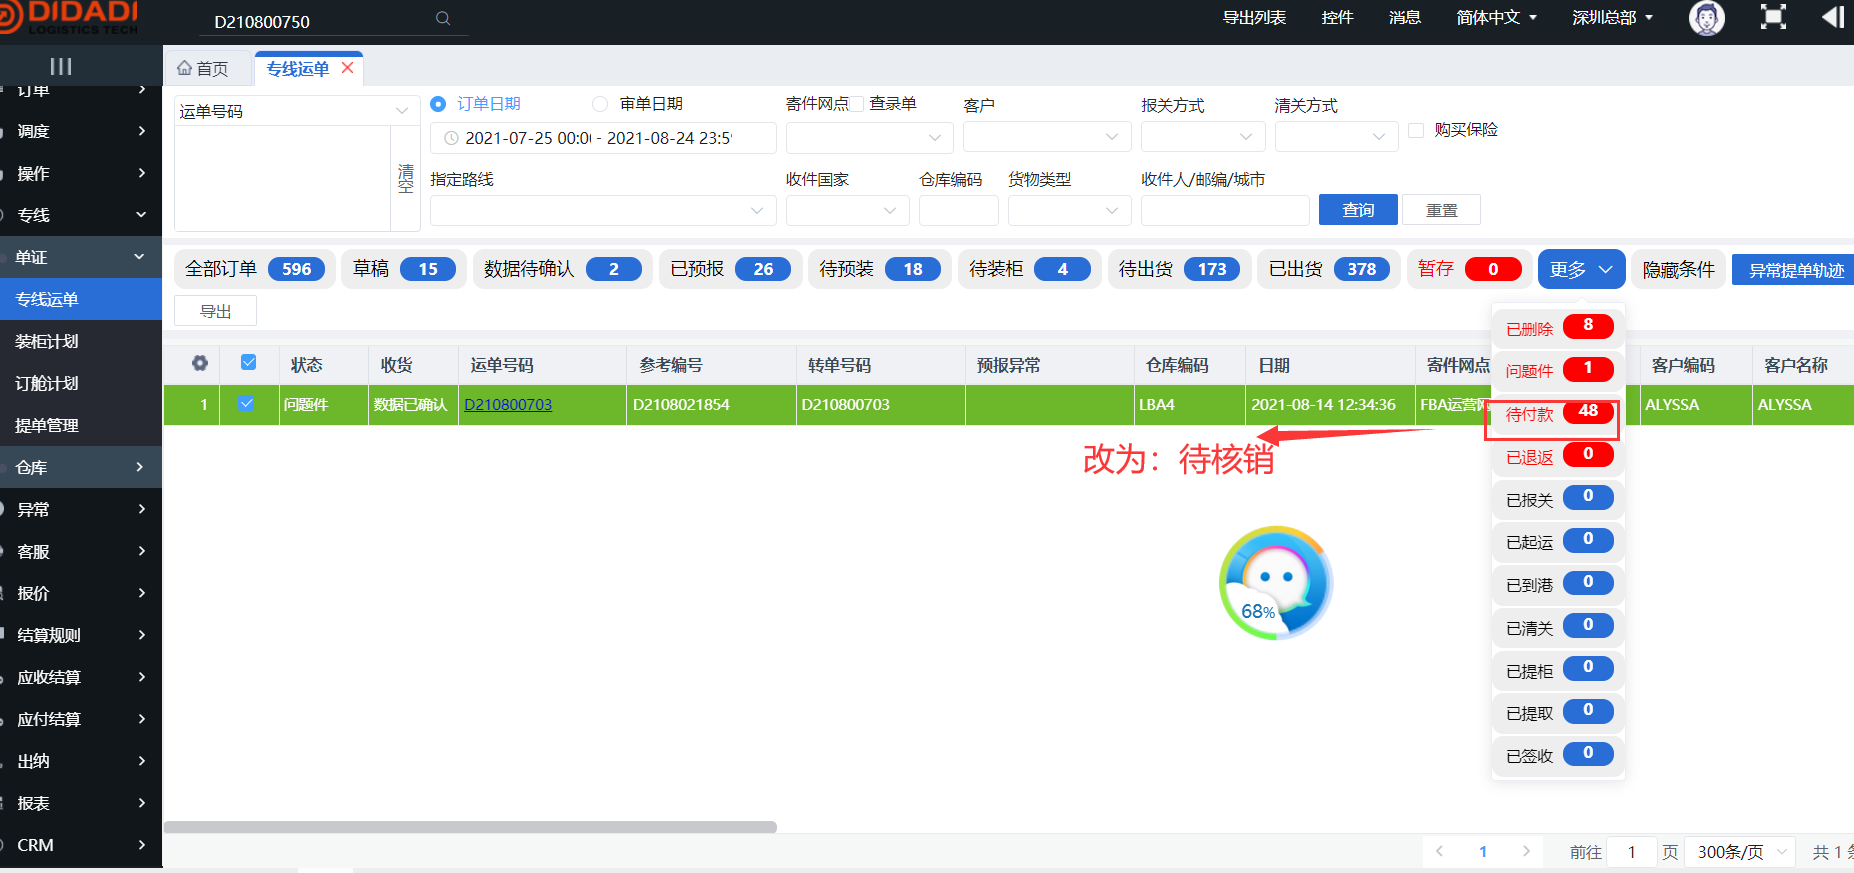 DIDADI
LOGISTICS TECH
D210800750
导出列表 控件 消息 简体中文 深圳总部
首页 专线运单
订单
调度
操作
专线
单证
专线运单
装柜计划
订舱计划
提单管理
仓库
异常
客服
报价
结算规则
应收结算
应付结算
出纳
报表
CRM
运单号码
清空
订单日期 审单日期
2021-07-25 00:0 - 2021-08-24 23:5
寄件网点 查录单 客户 报关方式 清关方式
购买保险
指定路线 收件国家 仓库编码 货物类型 收件人/邮编/城市
查询 重置
全部订单 596 草稿 15 数据待确认 2 已预报 26 待预装 18 待装柜 4 待出货 173 已出货 378 暂存 0 更多 隐藏条件 异常提单轨迹
导出
状态 收货 运单号码 参考编号 转单号码 预报异常 仓库编码 日期 寄件网点 客户编码 客户名称
1 问题件 数据已确认 D210800703 D2108021854 D210800703 LBA4 2021-08-14 12:34:36 FBA运营网 ALYSSA ALYSSA
已删除 8
问题件 1
待付款 48
已退返 0
已报关 0
已起运 0
已到港 0
已清关 0
已提柜 0
已提取 0
已签收 0
改为：待核销
68%
1 前往 1 页 300条/页 共 1 条